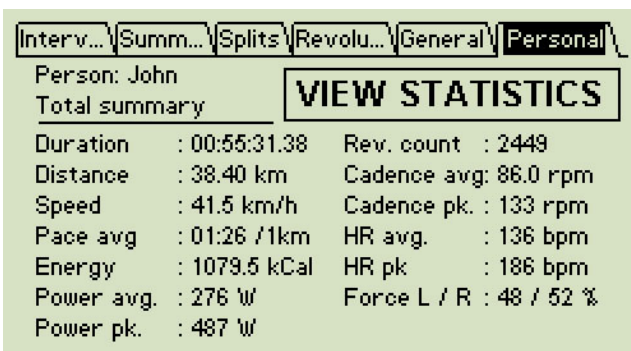 Interv... Summ... Splits Revolu... General Personal
Person: John
Total summary
VIEW STATISTICS
Duration : 00:55:31.38 Rev. count : 2449
Distance : 38.40 km Cadence avg: 86.0 rpm
Speed : 41.5 km/h Cadence pk. : 133 rpm
Pace avg : 01:26 /1km HR avg. : 136 bpm
Energy : 1079.5 kCal HR pk : 186 bpm
Power avg. : 276 W Force L / R : 48 / 52 %
Power pk. : 487 W